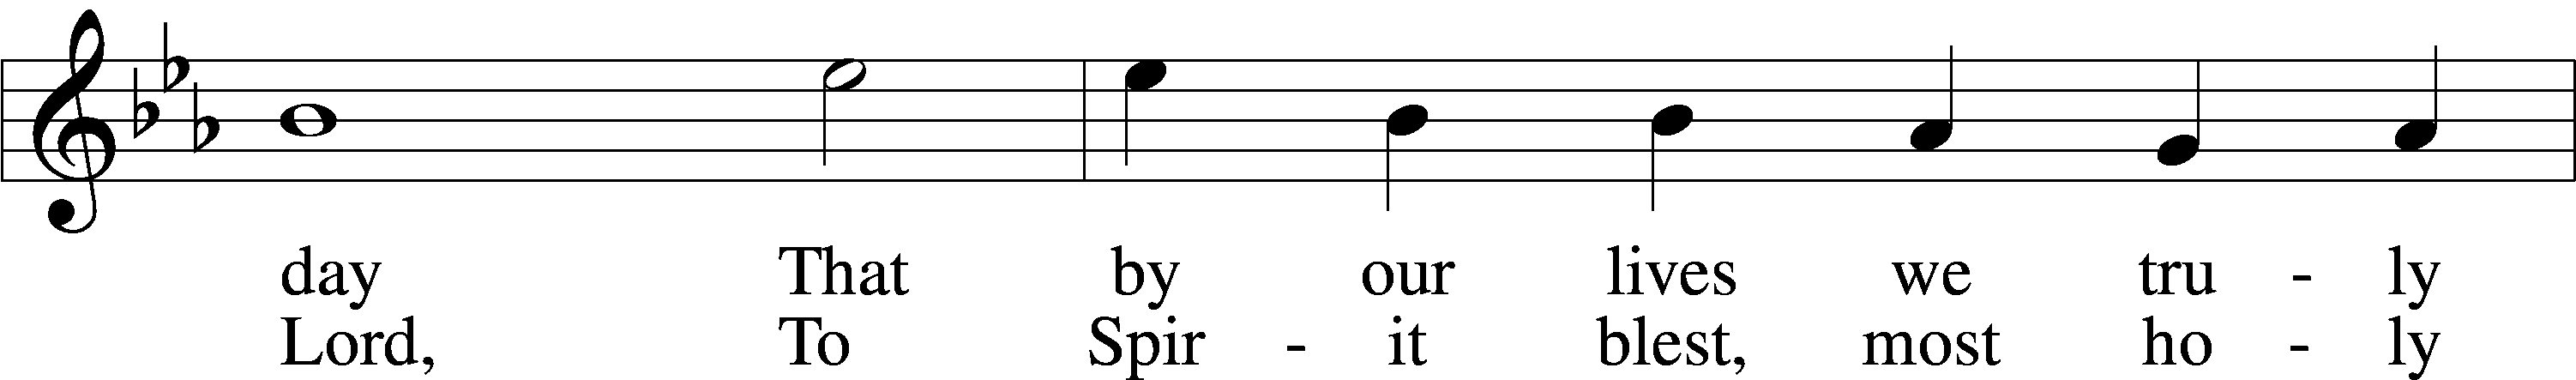 day That by our lives we tru - ly
Lord, To Spir - it blest, most ho - ly